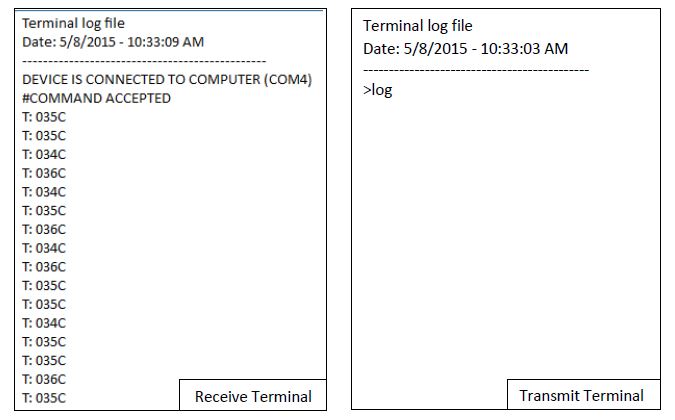 Terminal log file
Date: 5/8/2015 - 10:33:09 AM
-----------------------------------------------
DEVICE IS CONNECTED TO COMPUTER (COM4)
#COMMAND ACCEPTED
T: 035C
T: 035C
T: 034C
T: 036C
T: 034C
T: 035C
T: 036C
T: 034C
T: 036C
T: 035C
T: 035C
T: 034C
T: 035C
T: 035C
T: 036C
T: 035C
Receive Terminal
Terminal log file
Date: 5/8/2015 - 10:33:03 AM
--------------------------------------------
>log
Transmit Terminal